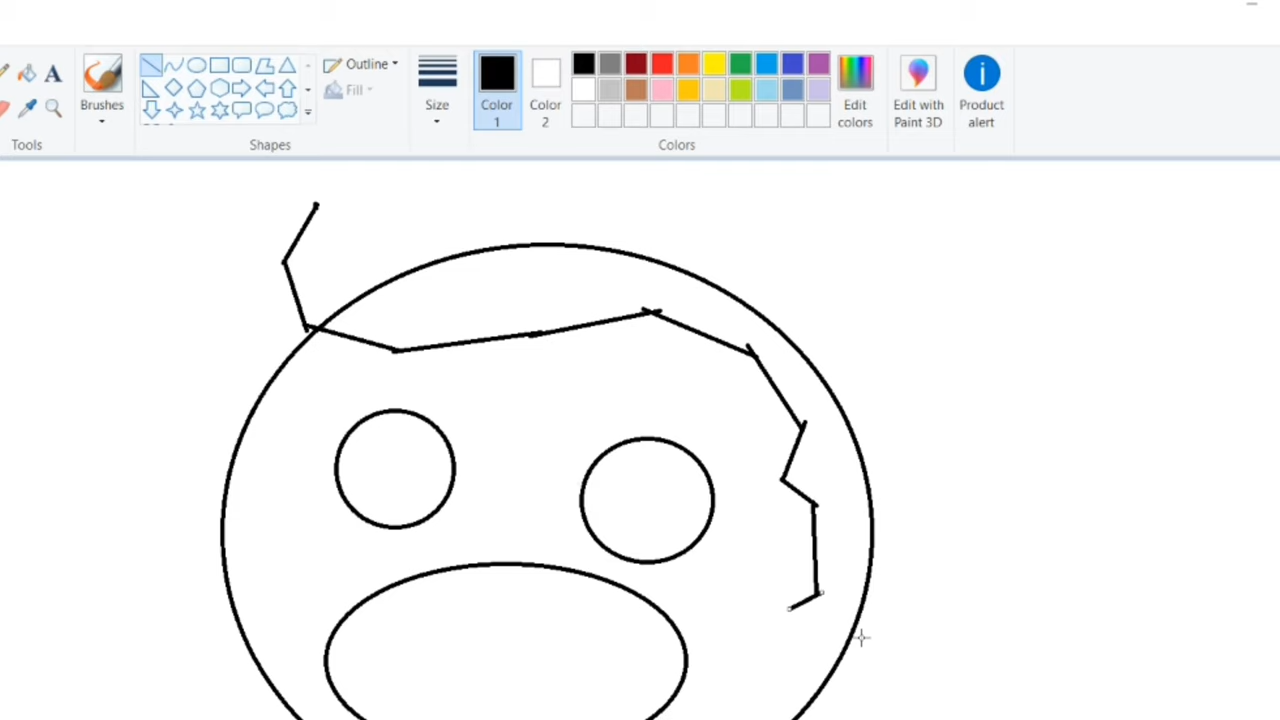 A
Brushes
Outline
Fill
Size
Color
1
Color
2
Edit
colors
Edit with
Paint 3D
Product
alert
Tools
Shapes
Colors